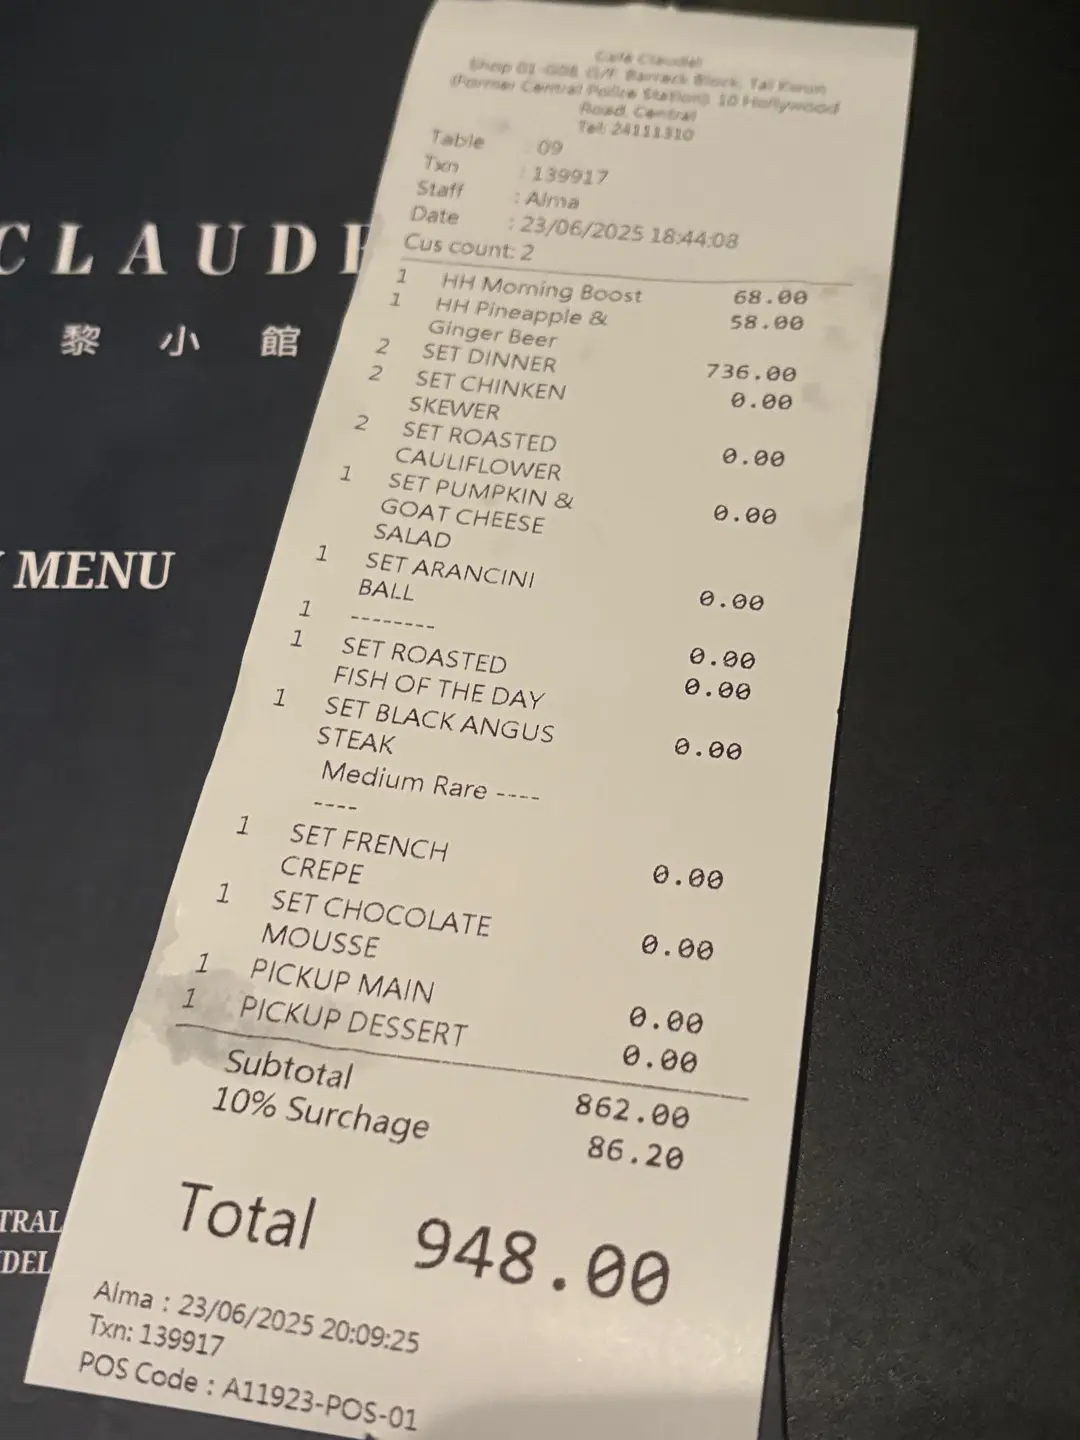 Café Claudel
Shop 01-G08, G/F, Barrack Block, Tai Kwun
(Former Central Police Station), 10 Hollywood
Road, Central
Tel: 24111310
Table : 09
Txn : 139917
Staff : Alma
Date : 23/06/2025 18:44:08
Cus count: 2
1 HH Morning Boost 68.00
1 HH Pineapple & 58.00
Ginger Beer
2 SET DINNER 736.00
2 SET CHINKEN 0.00
SKEWER
2 SET ROASTED 0.00
CAULIFLOWER
1 SET PUMPKIN & 0.00
GOAT CHEESE
SALAD
1 SET ARANCINI 0.00
BALL
1 -------- 0.00
1 SET ROASTED 0.00
FISH OF THE DAY
1 SET BLACK ANGUS 0.00
STEAK
Medium Rare ----
----
1 SET FRENCH 0.00
CREPE
1 SET CHOCOLATE 0.00
MOUSSE
1 PICKUP MAIN 0.00
1 PICKUP DESSERT 0.00
Subtotal 862.00
10% Surchage 86.20
Total 948.00
Alma : 23/06/2025 20:09:25
Txn: 139917
POS Code : A11923-POS-01
CLAUDE
黎小館
MENU
TRAL
DEL